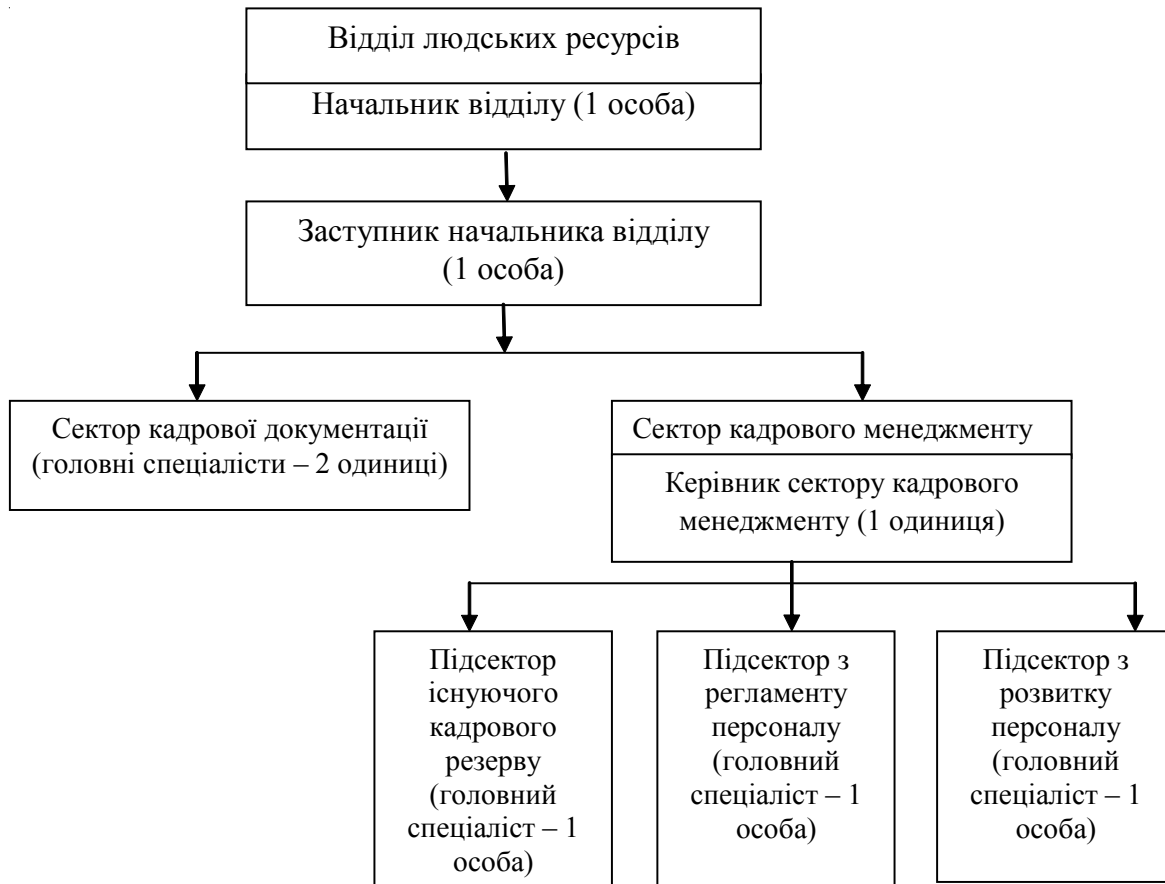 Відділ людських ресурсів
Начальник відділу (1 особа)
Заступник начальника відділу
(1 особа)
Сектор кадрової документації
(головні спеціалісти – 2 одиниці)
Сектор кадрового менеджменту
Керівник сектору кадрового
менеджменту (1 одиниця)
Підсектор
існуючого
кадрового
резерву
(головний
спеціаліст – 1
особа)
Підсектор з
регламенту
персоналу
(головний
спеціаліст – 1
особа)
Підсектор з
розвитку
персоналу
(головний
спеціаліст – 1
особа)